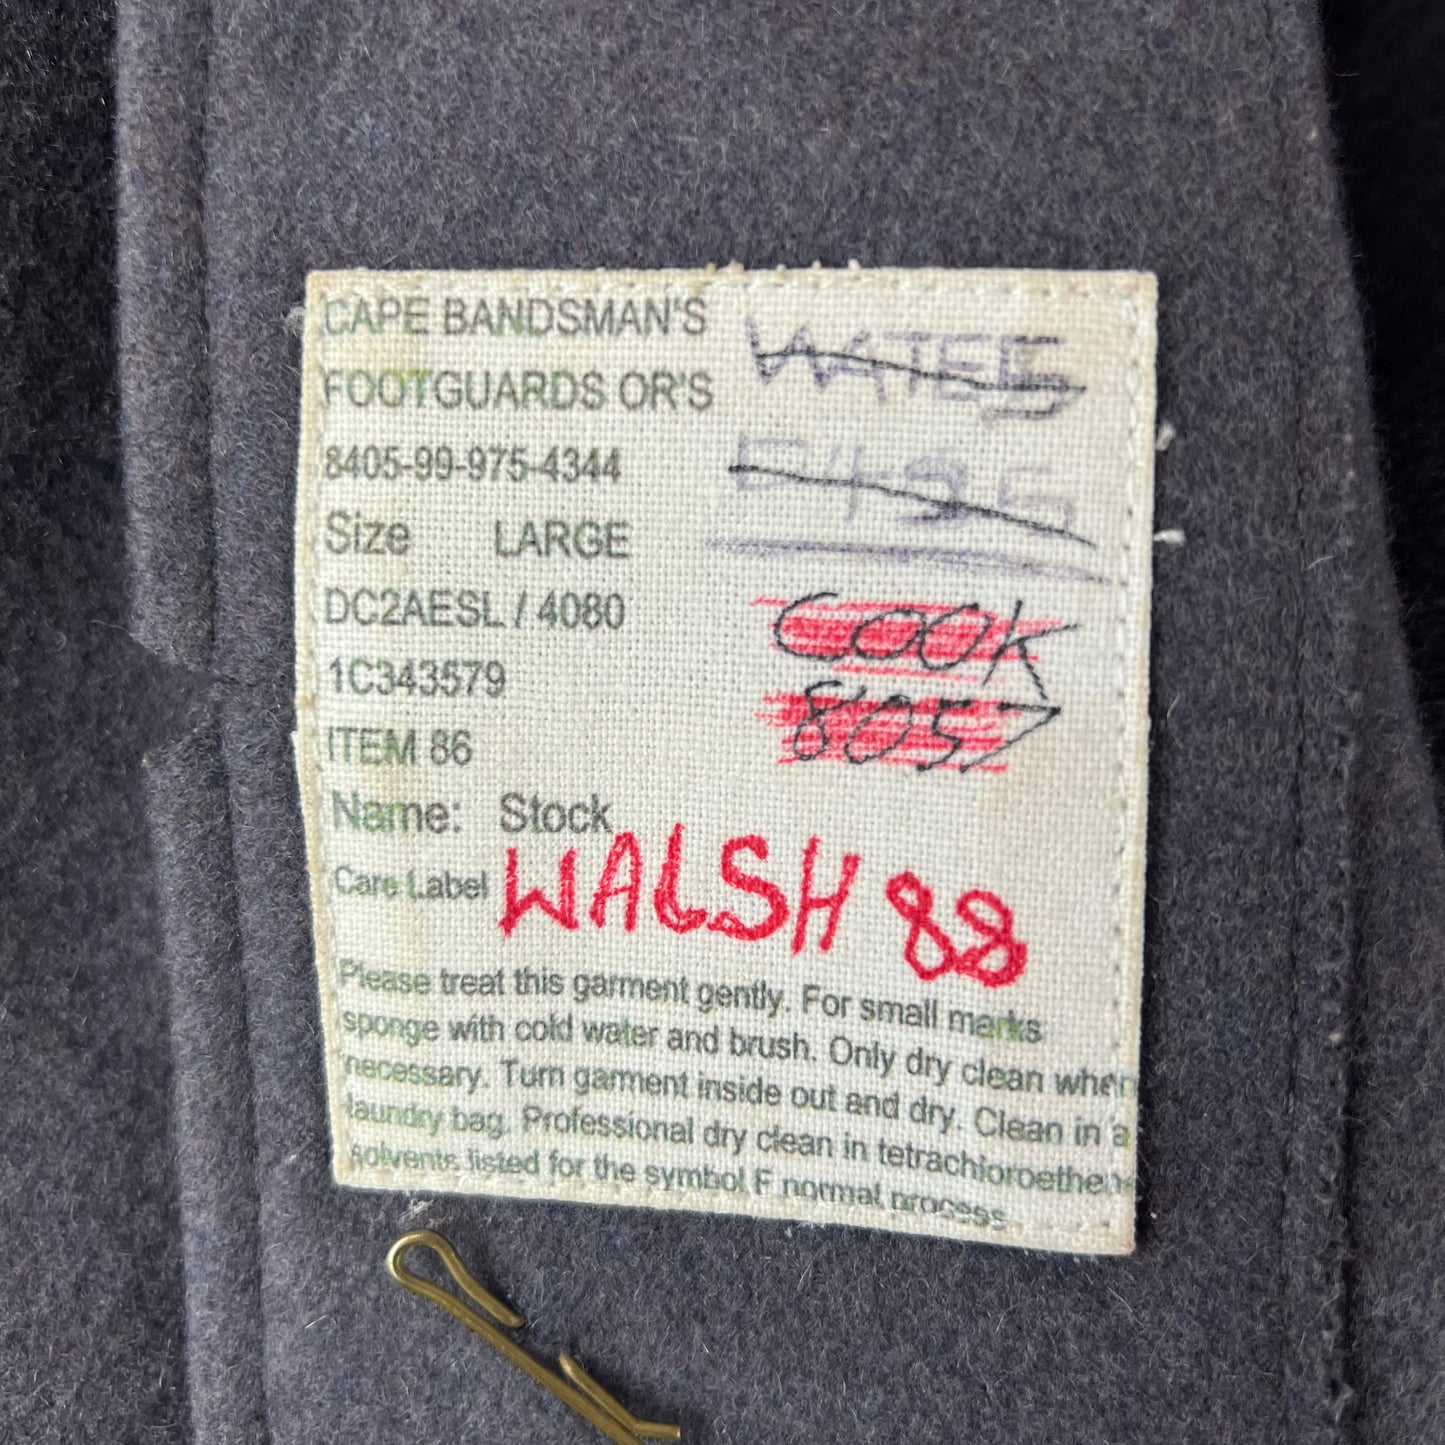 CAPE BANDSMAN'S
FOOTGUARDS OR'S
8405-99-975-4344
Size LARGE
DC2AESL / 4080
1C343579
ITEM 86
Name: Stock
Care Label
Please treat this garment gently. For small marks
sponge with cold water and brush. Only dry clean when
necessary. Turn garment inside out and dry. Clean in a
laundry bag. Professional dry clean in tetrachloroethen
solvents listed for the symbol F normal process
COOK
8057
WALSH 88